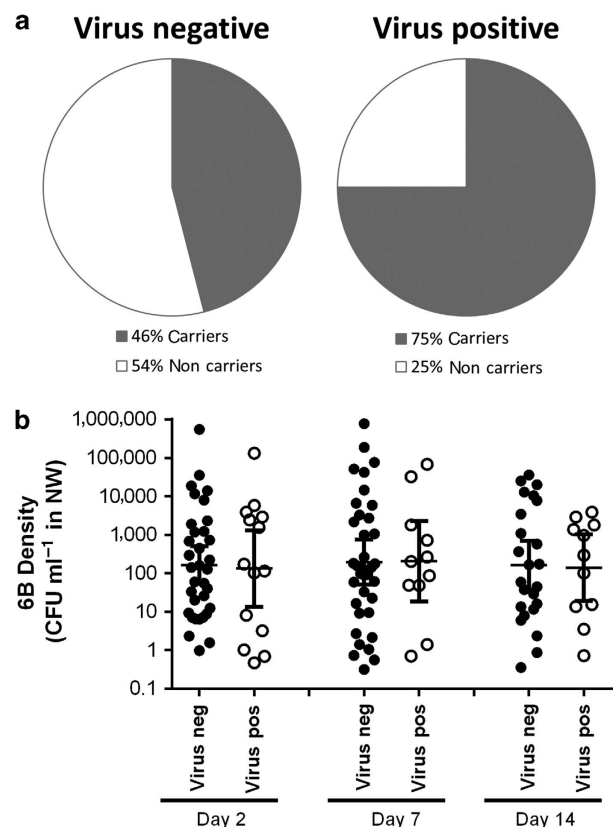 a
Virus negative
Virus positive
46% Carriers
54% Non carriers
75% Carriers
25% Non carriers
b
6B Density
(CFU ml⁻¹ in NW)
1,000,000
100,000
10,000
1.000
100
10
1
0.1
Virus neg
Virus pos
Virus neg
Virus pos
Virus neg
Virus pos
Day 2
Day 7
Day 14